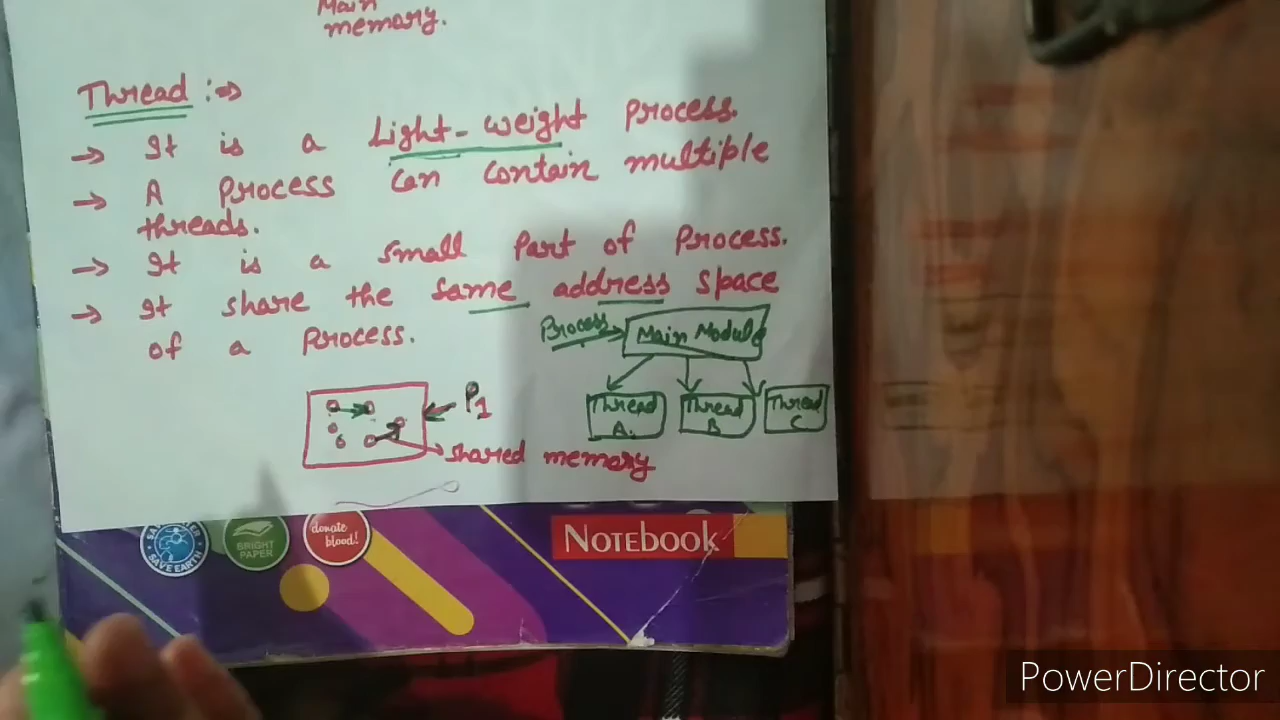 Main
memory.
Thread :⇒
→ It is a Light-weight process.
→ A process can contain multiple
threads.
→ It is a small part of process.
→ It share the same address space
of a process.
Process → Main Module
Thread A. Thread B Thread C
P1
shared memory
SAVE EARTH
BRIGHT PAPER
donate blood!
NOTEBOOK
PowerDirector